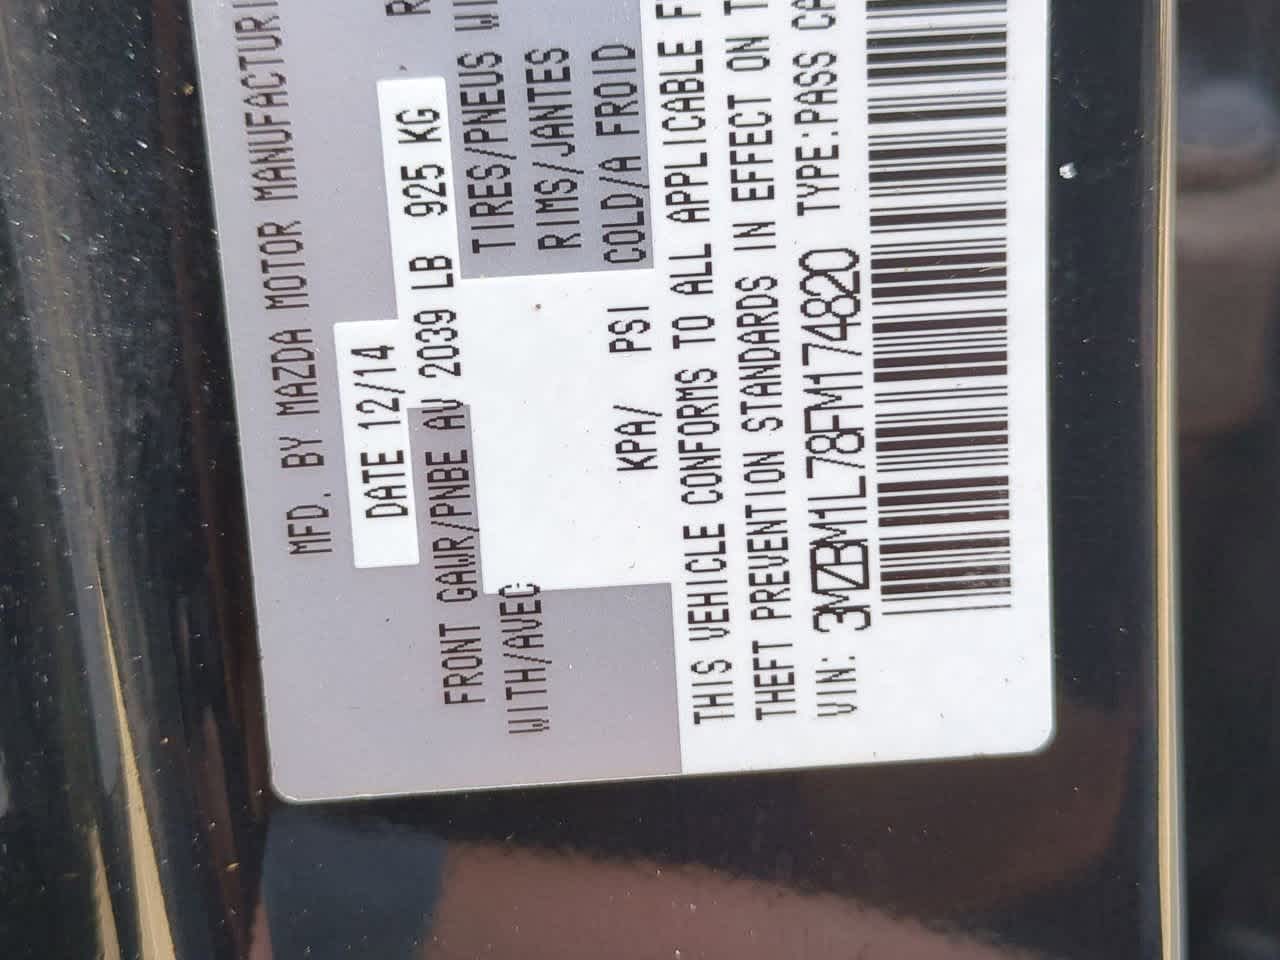 MFD. BY MAZDA MOTOR MANUFACTURI
DATE 12/14
FRONT GAWR/PNBE AV 2039 LB 925 KG R
WITH/AVEC TIRES/PNEUS WI
RIMS/JANTES
KPA/ PSI COLD/A FROID
THIS VEHICLE CONFORMS TO ALL APPLICABLE F
THEFT PREVENTION STANDARDS IN EFFECT ON T
VIN: 3MZBM1L78FM174820 TYPE:PASS CA